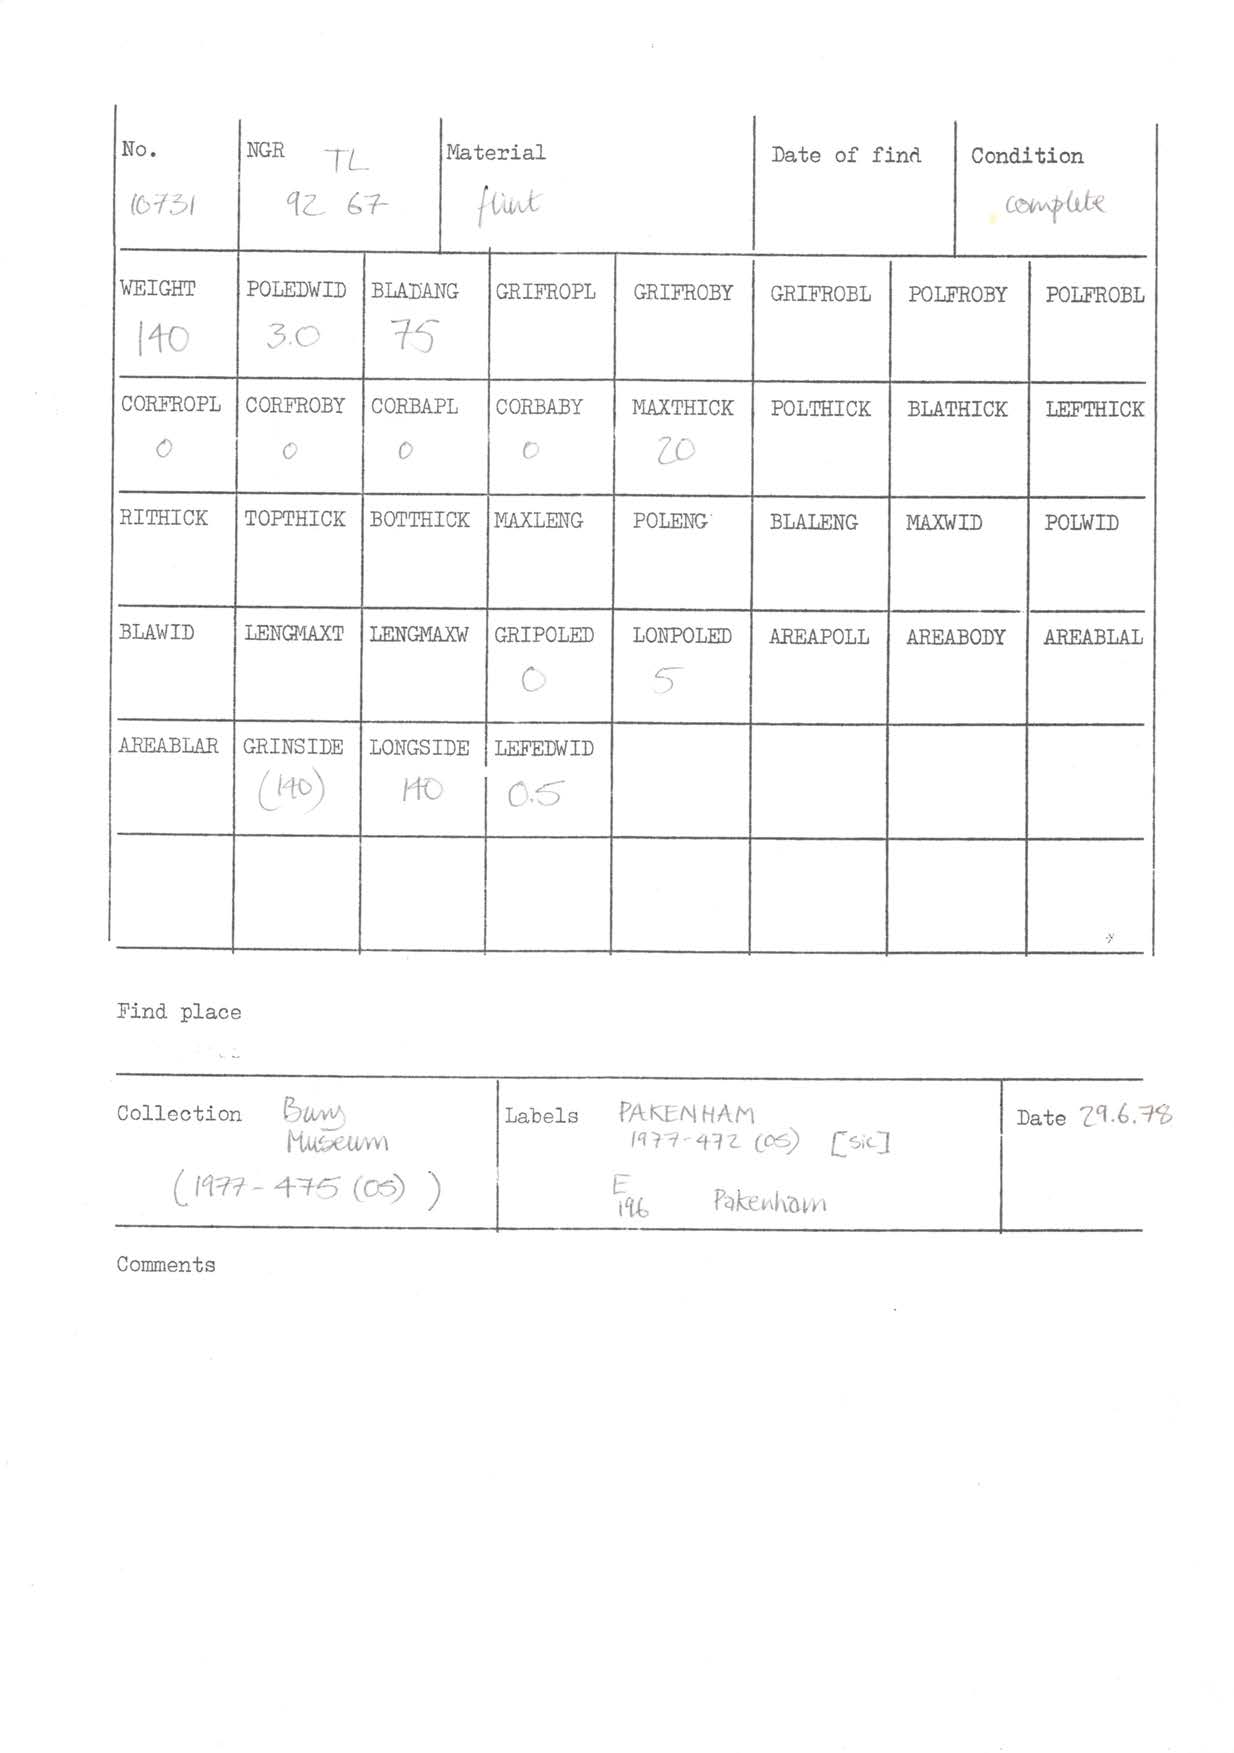 No. NGR TL Material Date of find Condition
10731 92 67 flint complete
WEIGHT POLEDWID BLADANG GRIFROPL GRIFROBY GRIFROBL POLFROBY POLFROBL
140 3.0 75
CORFROPL CORFROBY CORBAPL CORBABY MAXTHICK POLTHICK BLATHICK LEFTHICK
0 0 0 0 20
RITHICK TOPTHICK BOTTHICK MAXLENG POLENG BLALENG MAXWID POLWID
BLAWID LENGMAXT LENGMAXW GRIPOLED LONPOLED AREAPOLL AREABODY AREABLAL
0 5
AREABLAR GRINSIDE LONGSIDE LEFEDWID
(140) 140 0.5
Find place
Collection Bury Labels PAKENHAM Date 29.6.78
Museum 1977-472 (OS) [sic]
(1977-475 (OS)) E
196 Pakenham
Comments